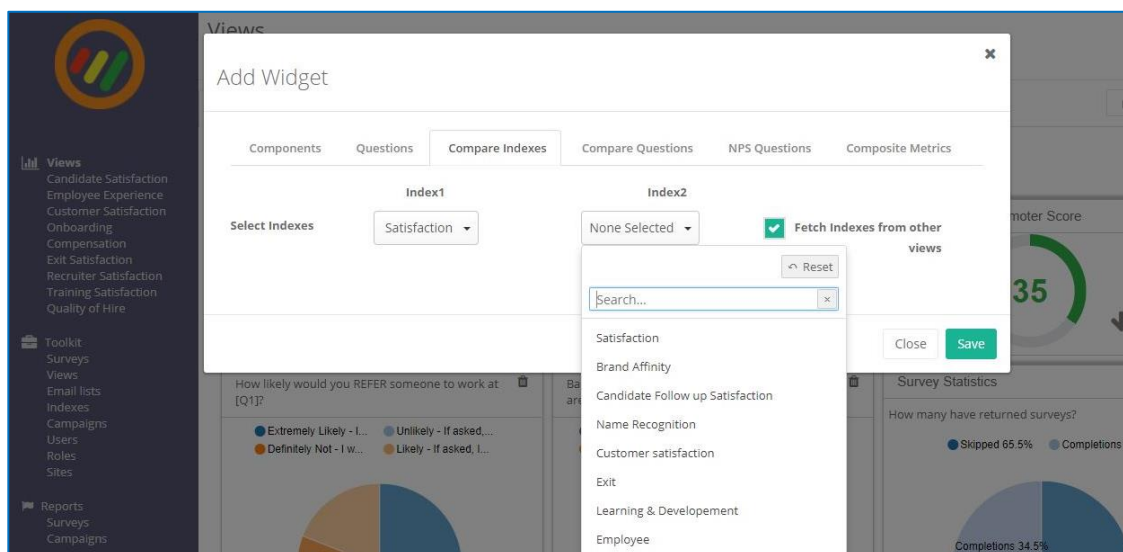 Views
Add Widget
Components Questions Compare Indexes Compare Questions NPS Questions Composite Metrics
Index1 Index2
Select Indexes Satisfaction None Selected Fetch Indexes from other
views
Reset
Search...
Satisfaction
Brand Affinity
Candidate Follow up Satisfaction
Name Recognition
Customer satisfaction
Exit
Learning & Developement
Employee
Close Save
Views
Candidate Satisfaction
Employee Experience
Customer Satisfaction
Onboarding
Compensation
Exit Satisfaction
Recruiter Satisfaction
Training Satisfaction
Quality of Hire
Toolkit
Surveys
Views
Email lists
Indexes
Campaigns
Users
Roles
Sites
Reports
Surveys
Campaigns
moter Score
35
How likely would you REFER someone to work at
[Q1]?
Extremely Likely - I... Unlikely - If asked,...
Definitely Not - I w... Likely - If asked, I...
Ba
are
Survey Statistics
How many have returned surveys?
Skipped 65.5% Completions
Completions 34.5%